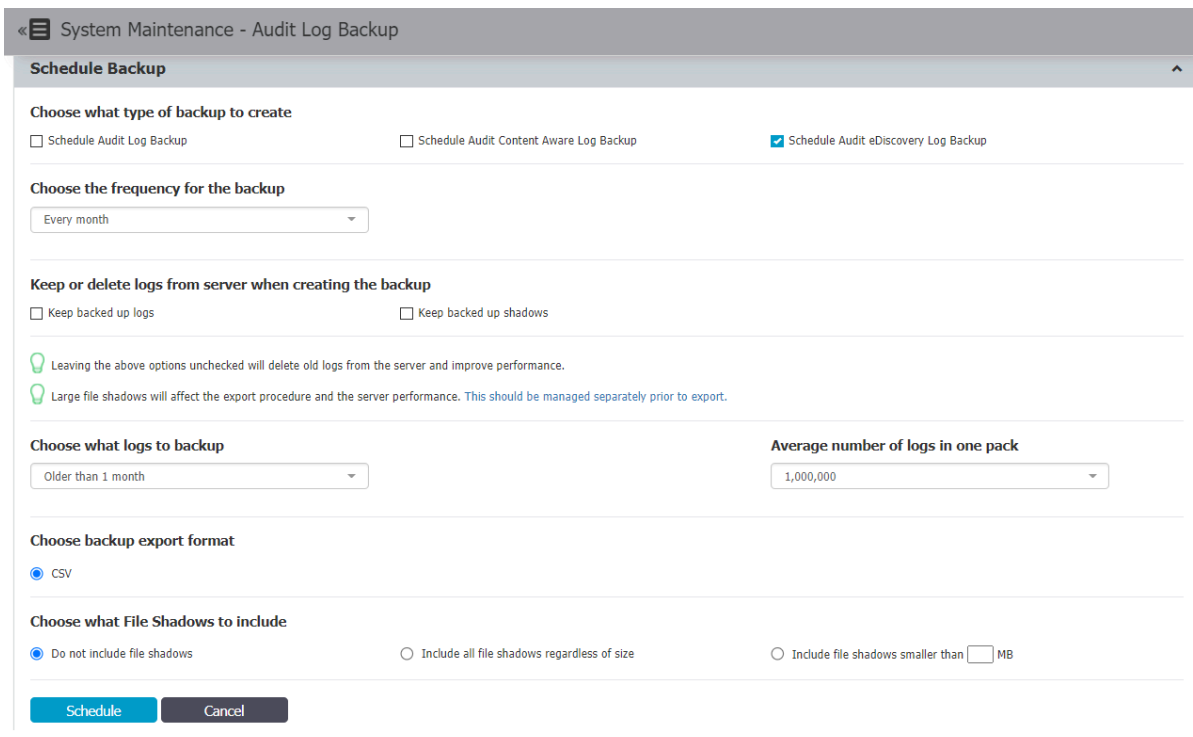 « System Maintenance - Audit Log Backup
Schedule Backup
Choose what type of backup to create
Schedule Audit Log Backup
Schedule Audit Content Aware Log Backup
Schedule Audit eDiscovery Log Backup
Choose the frequency for the backup
Every month
Keep or delete logs from server when creating the backup
Keep backed up logs
Keep backed up shadows
Leaving the above options unchecked will delete old logs from the server and improve performance.
Large file shadows will affect the export procedure and the server performance. This should be managed separately prior to export.
Choose what logs to backup
Average number of logs in one pack
Older than 1 month
1,000,000
Choose backup export format
CSV
Choose what File Shadows to include
Do not include file shadows
Include all file shadows regardless of size
Include file shadows smaller than MB
Schedule
Cancel